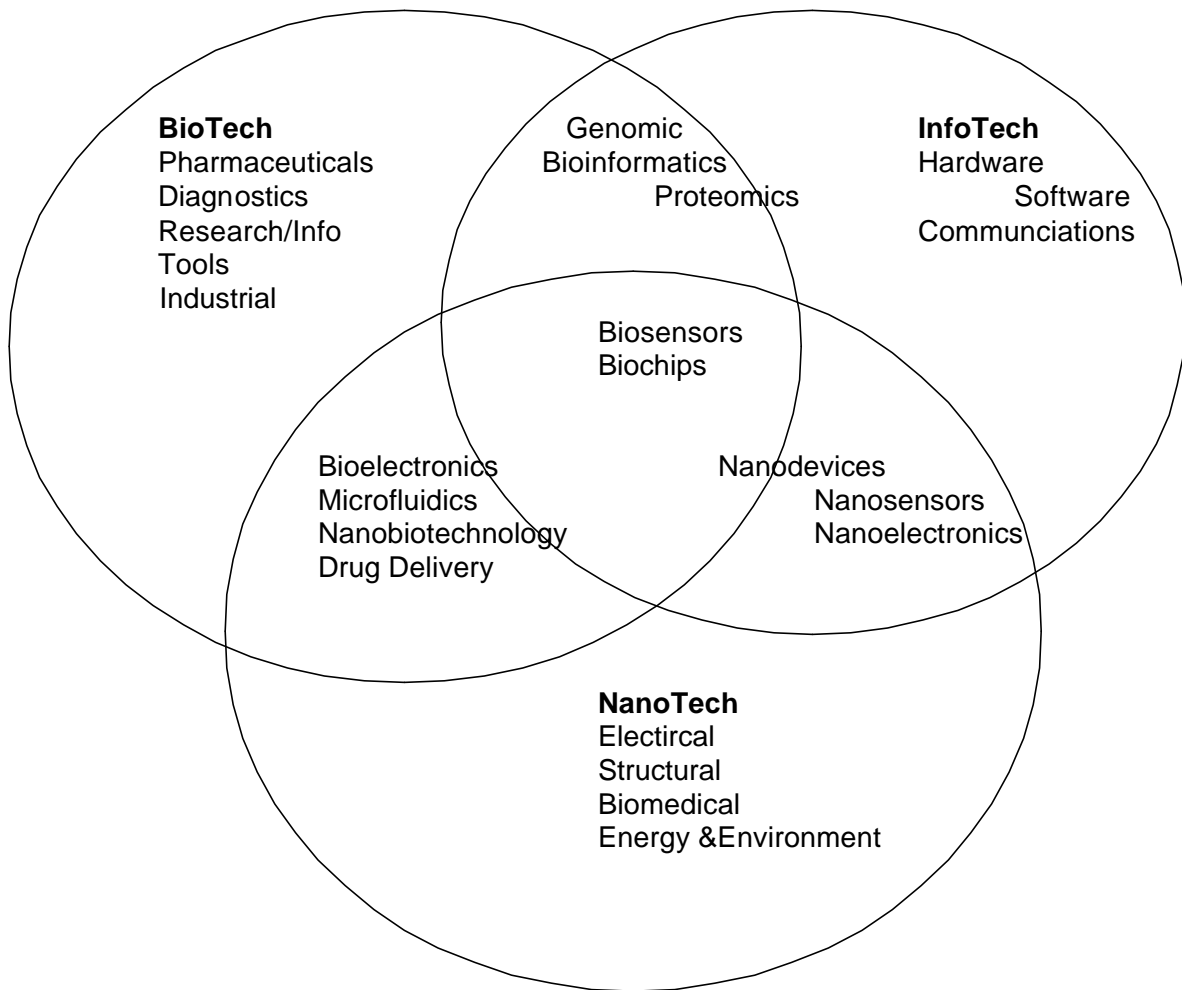 BioTech
Pharmaceuticals
Diagnostics
Research/Info
Tools
Industrial
Genomic
Bioinformatics
Proteomics
InfoTech
Hardware
Software
Communciations
Biosensors
Biochips
Bioelectronics
Microfluidics
Nanobiotechnology
Drug Delivery
Nanodevices
Nanosensors
Nanoelectronics
NanoTech
Electircal
Structural
Biomedical
Energy &Environment